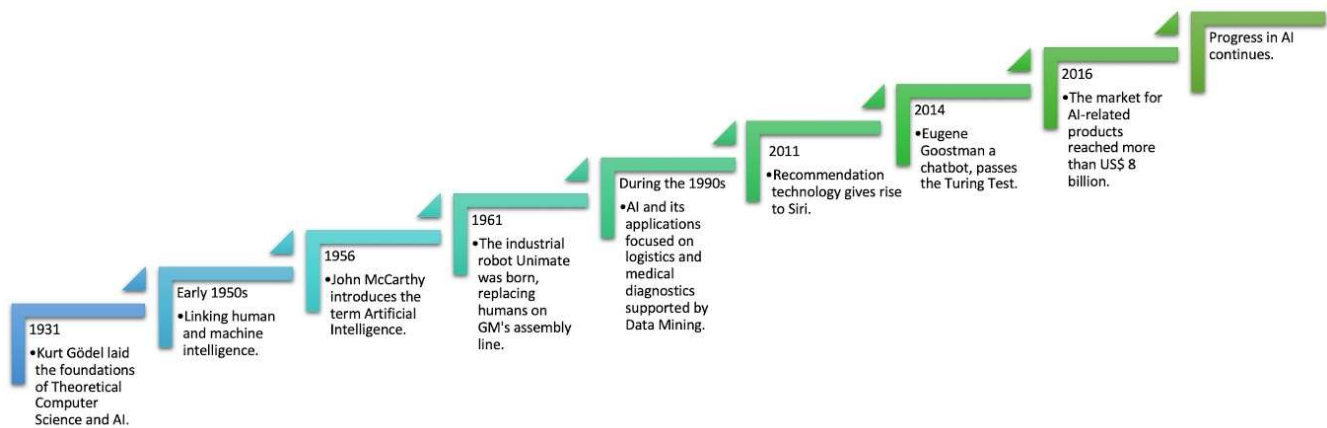 1931
•Kurt Gödel laid
the foundations
of Theoretical
Computer
Science and AI.
Early 1950s
•Linking human
and machine
intelligence.
1956
•John McCarthy
introduces the
term Artificial
Intelligence.
1961
•The industrial
robot Unimate
was born,
replacing
humans on
GM's assembly
line.
During the 1990s
•AI and its
applications
focused on
logistics and
medical
diagnostics
supported by
Data Mining.
2011
•Recommendation
technology gives rise
to Siri.
2014
•Eugene
Goostman a
chatbot, passes
the Turing Test.
2016
•The market for
AI-related
products
reached more
than US$ 8
billion.
Progress in AI
continues.